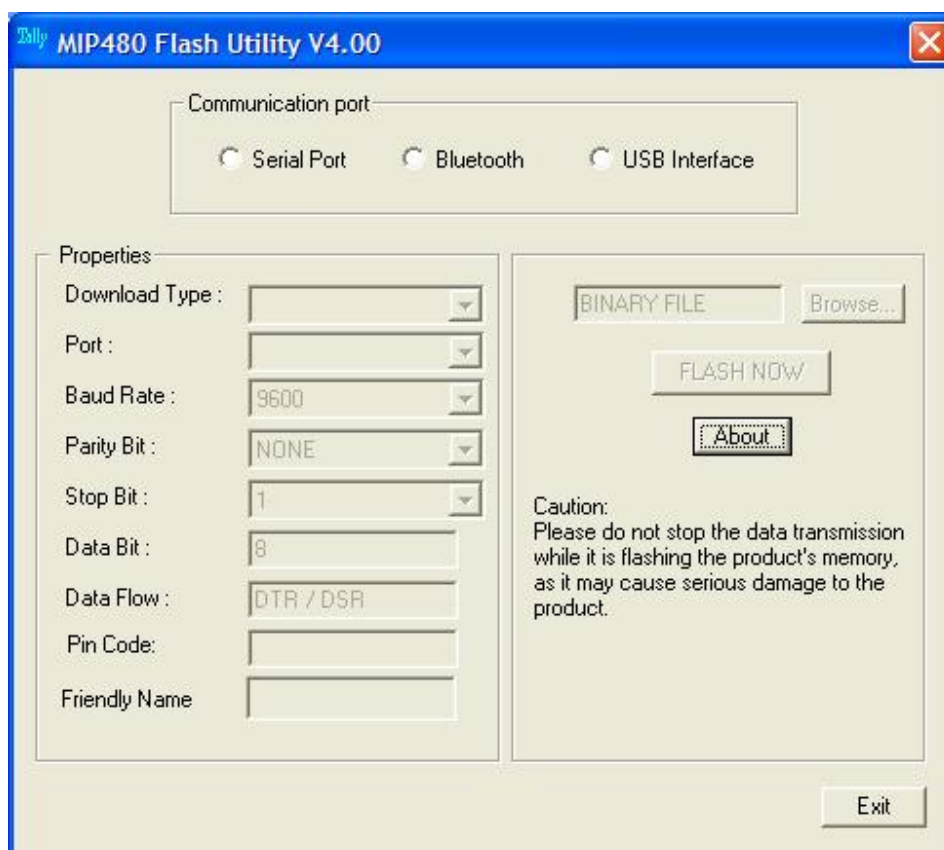 Tally MIP480 Flash Utility V4.00
Communication port
Serial Port Bluetooth USB Interface
Properties
Download Type :
Port :
Baud Rate : 9600
Parity Bit : NONE
Stop Bit : 1
Data Bit : 8
Data Flow : DTR / DSR
Pin Code:
Friendly Name
BINARY FILE Browse...
FLASH NOW
About
Caution:
Please do not stop the data transmission
while it is flashing the product's memory,
as it may cause serious damage to the
product.
Exit